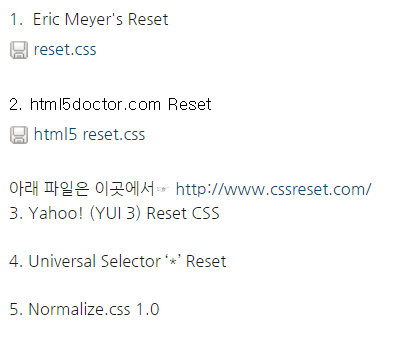 1. Eric Meyer's Reset
reset.css
2. html5doctor.com Reset
html5 reset.css
아래 파일은 이곳에서☞ http://www.cssreset.com/
3. Yahoo! (YUI 3) Reset CSS
4. Universal Selector ‘*’ Reset
5. Normalize.css 1.0